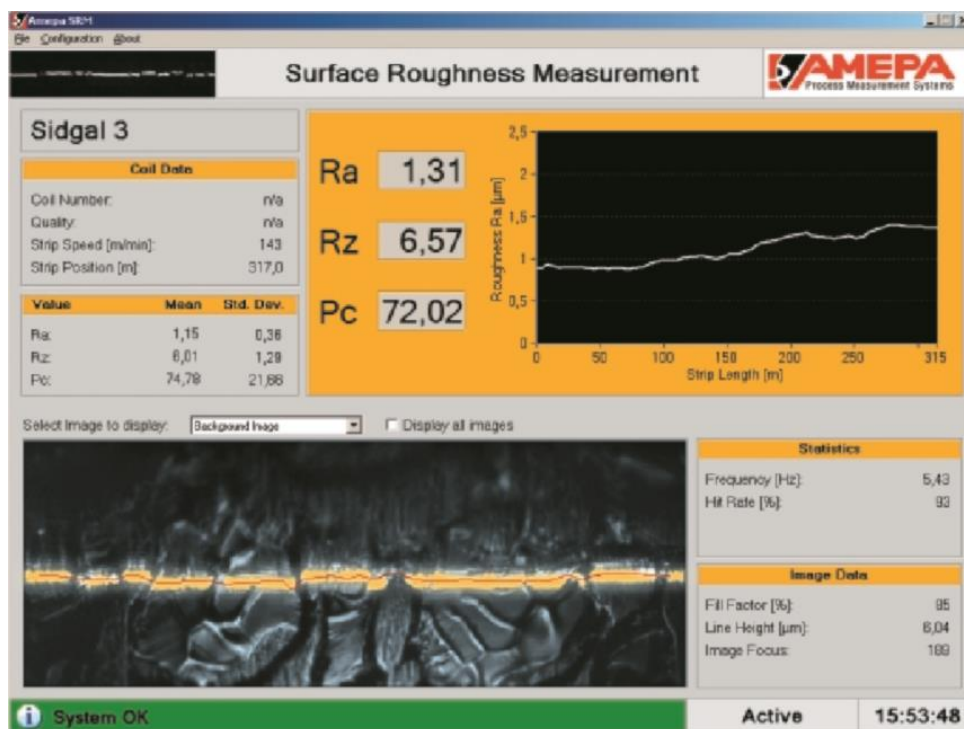 Amepa SRM
File Configuration About
Surface Roughness Measurement
AMEPA
Process Measurement Systems
Sidgal 3
Coil Data
Coil Number: n/a
Quality: n/a
Strip Speed [m/min]: 143
Strip Position [m]: 317,0
Value Mean Std. Dev.
Ra: 1,15 0,36
Rz: 6,01 1,29
Pc: 74,78 21,66
Ra 1,31
Rz 6,57
Pc 72,02
Roughness Ra [µm]
2,5
2
1,5
1
0,5
0
0 50 100 150 200 250 315
Strip Length [m]
Select Image to display: Background Image Display all images
Statistics
Frequency [Hz]: 5,43
Hit Rate [%]: 93
Image Data
Fill Factor [%]: 95
Line Height [µm]: 6,04
Image Focus: 189
System OK Active 15:53:48